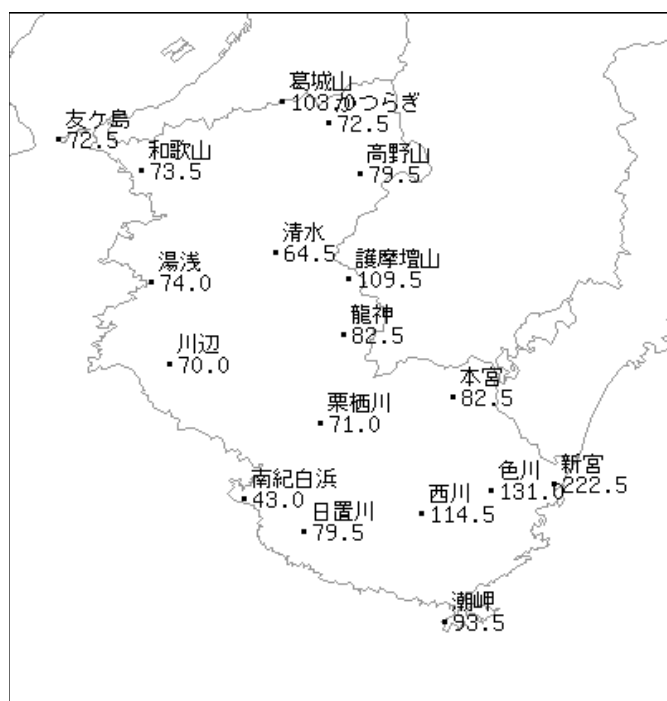 葛城山
103.0
かつらぎ
72.5
友ケ島
72.5
和歌山
73.5
高野山
79.5
清水
64.5
湯浅
74.0
護摩壇山
109.5
龍神
82.5
川辺
70.0
本宮
82.5
栗栖川
71.0
南紀白浜
43.0
日置川
79.5
西川
114.5
色川
131.0
新宮
222.5
潮岬
93.5